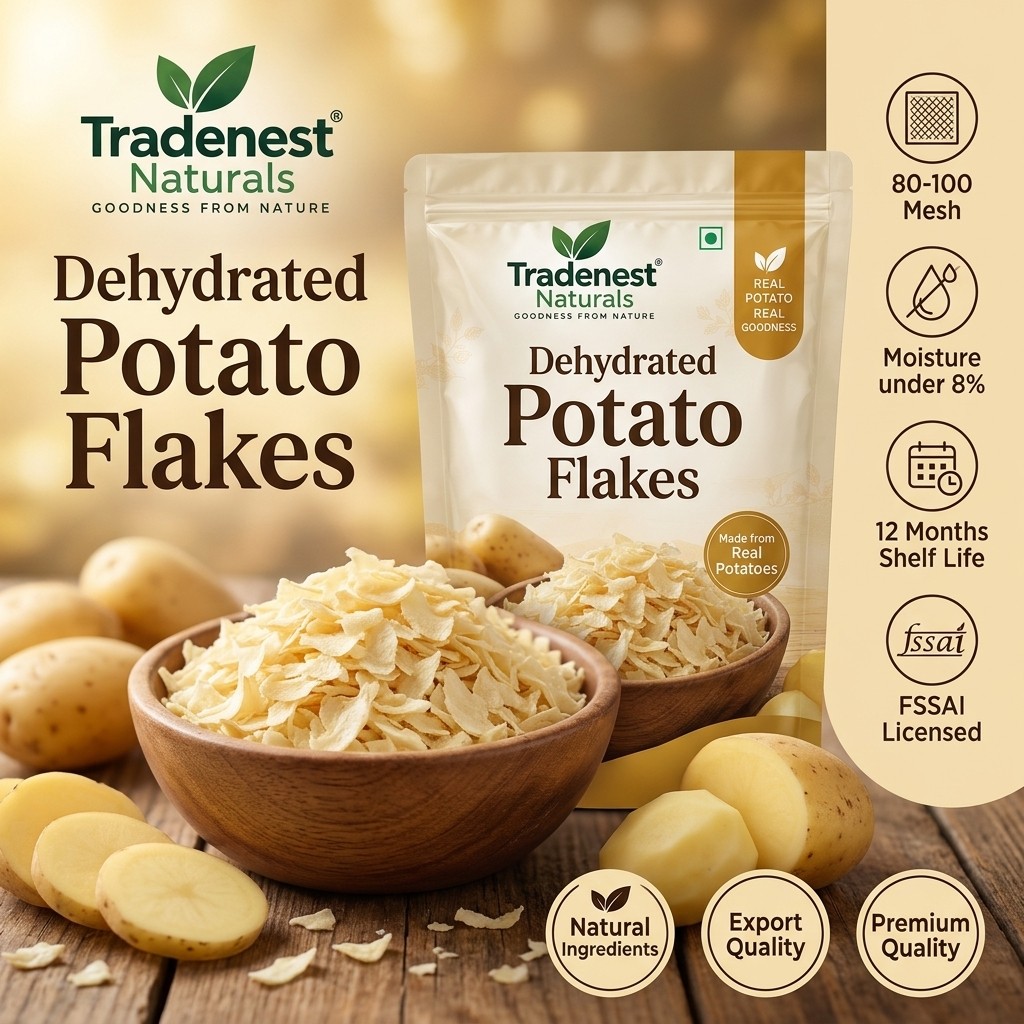 Tradenest®
Naturals
GOODNESS FROM NATURE
Dehydrated
Potato
Flakes
Tradenest®
Naturals
GOODNESS FROM NATURE
REAL
POTATO
REAL
GOODNESS
Dehydrated
Potato
Flakes
Made from
Real
Potatoes
80-100
Mesh
Moisture
under 8%
12 Months
Shelf Life
fssai
FSSAI
Licensed
Natural
Ingredients
Export
Quality
Premium
Quality